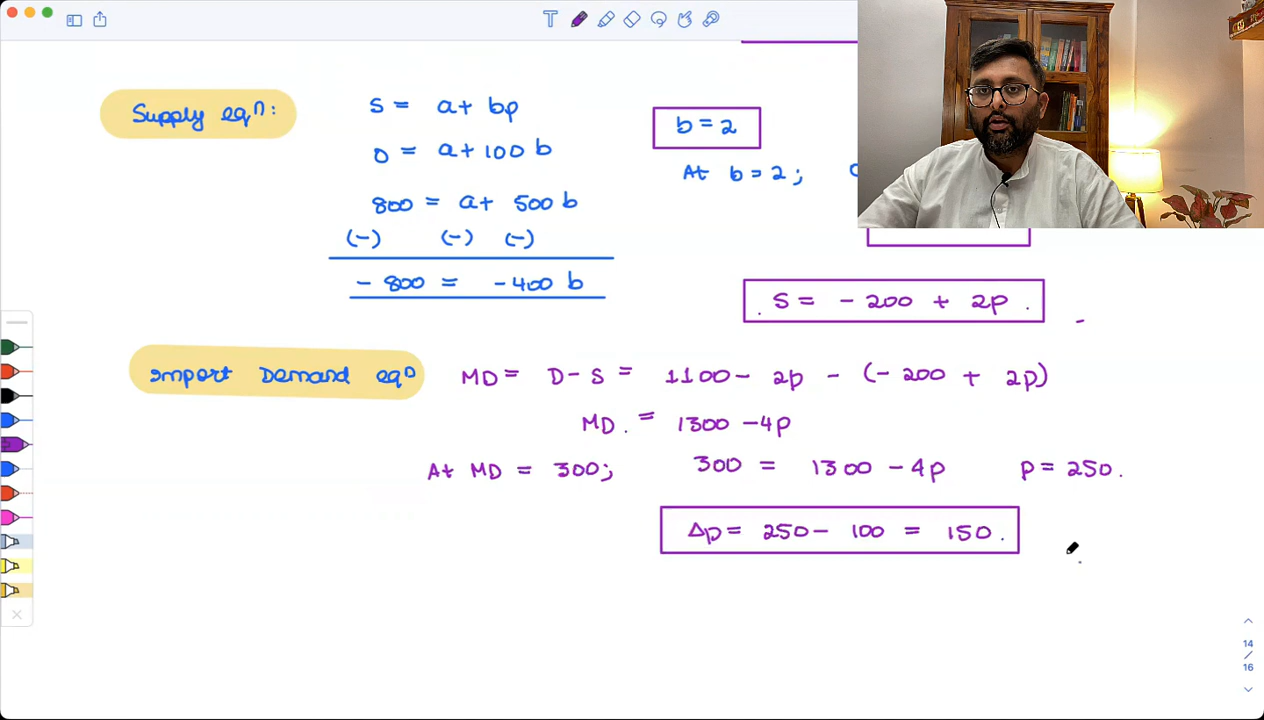 Supply eqn:
S = a + bp
0 = a + 100 b
800 = a + 500 b
(-) (-) (-)
- 800 = - 400 b
b = 2
At b = 2;
S = - 200 + 2p
Import Demand eqn
MD = D - S = 1100 - 2p - (- 200 + 2p)
MD. = 1300 - 4p
At MD = 300; 300 = 1300 - 4p p = 250.
Δp = 250 - 100 = 150.
14
/
16